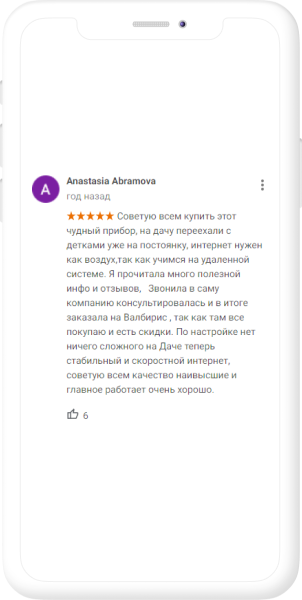 Anastasia Abramova
год назад
A
★★★★★ Советую всем купить этот
чудный прибор, на дачу переехали с
детками уже на постоянку, интернет нужен
как воздух,так как учимся на удаленной
системе. Я прочитала много полезной
инфо и отзывов, Звонила в саму
компанию консультировалась и в итоге
заказала на Валбирис , так как там все
покупаю и есть скидки. По настройке нет
ничего сложного на Даче теперь
стабильный и скоростной интернет,
советую всем качество наивысшие и
главное работает очень хорошо.
6